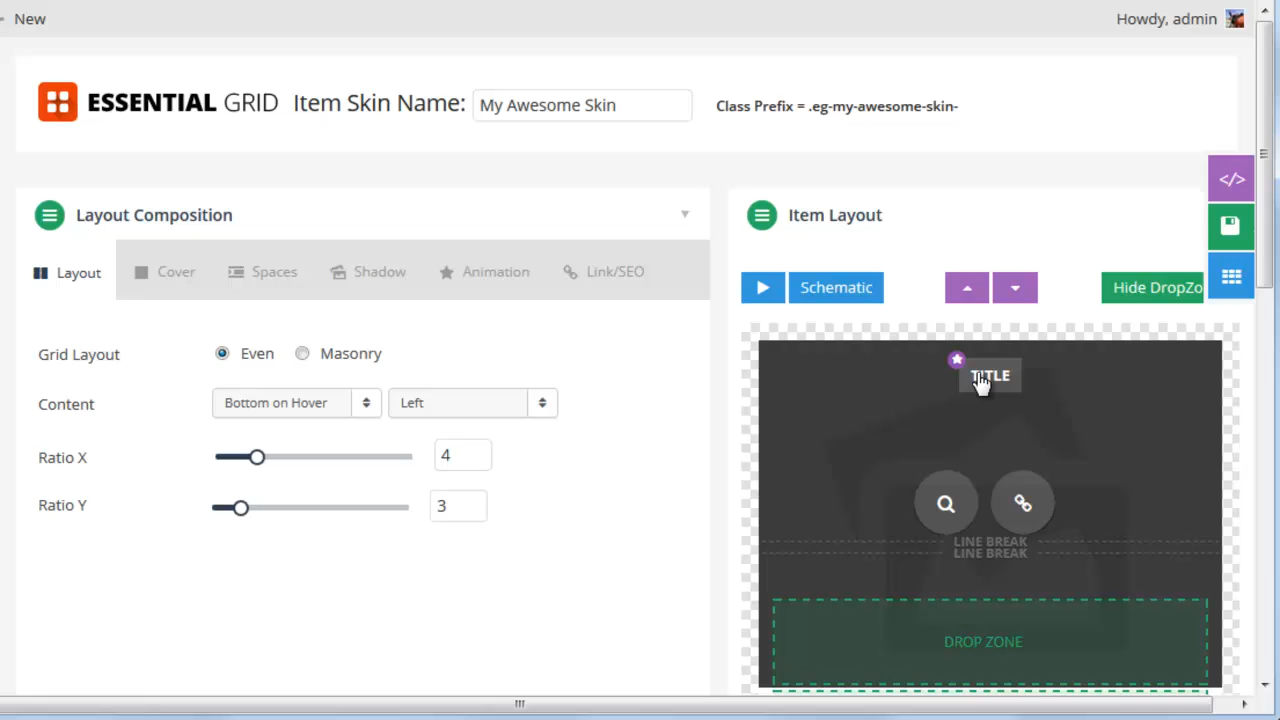 New
Howdy, admin
ESSENTIAL GRID Item Skin Name: My Awesome Skin Class Prefix = .eg-my-awesome-skin-
</>
Layout Composition
Item Layout
Layout Cover Spaces Shadow Animation Link/SEO
Schematic
Hide DropZo
Grid Layout Even Masonry
TITLE
Content Bottom on Hover Left
Ratio X 4
Ratio Y 3
LINE BREAK
LINE BREAK
DROP ZONE